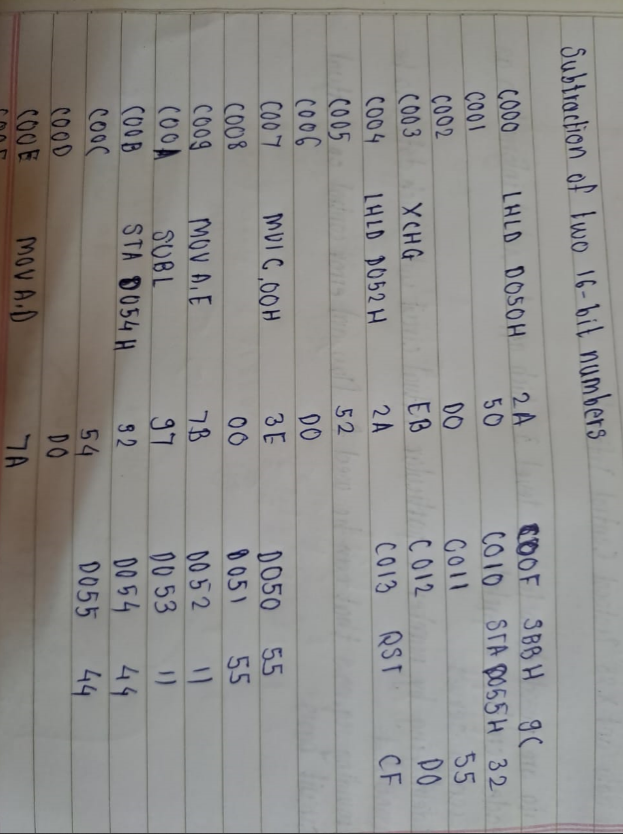 Subtraction of two 16-bit numbers
C000 LHLD D050H 2A C00F SBBH 9C
C001 50 C010 STA D055H 32
C002 D0 C011 55
C003 XCHG EB C012 D0
C004 LHLD D052H 2A C013 RST CF
C005 52
C006 D0
C007 MVI C,00H 3E D050 55
C008 00 D051 55
C009 MOV A,E 7B D052 11
C00A SUBL 97 D053 11
C00B STA D054H 32 D054 44
C00C 54 D055 44
C00D D0
C00E MOV A,D 7A